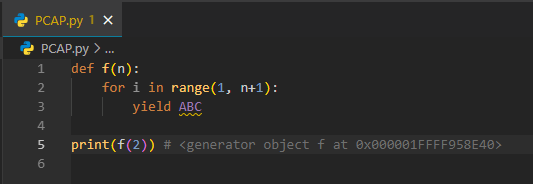 PCAP.py 1 ×
PCAP.py > ...
1 def f(n):
2     for i in range(1, n+1):
3         yield ABC
4
5 print(f(2)) # <generator object f at 0x000001FFFF958E40>
6